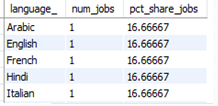 language_ num_jobs pct_share_jobs
Arabic 1 16.66667
English 1 16.66667
French 1 16.66667
Hindi 1 16.66667
Italian 1 16.66667